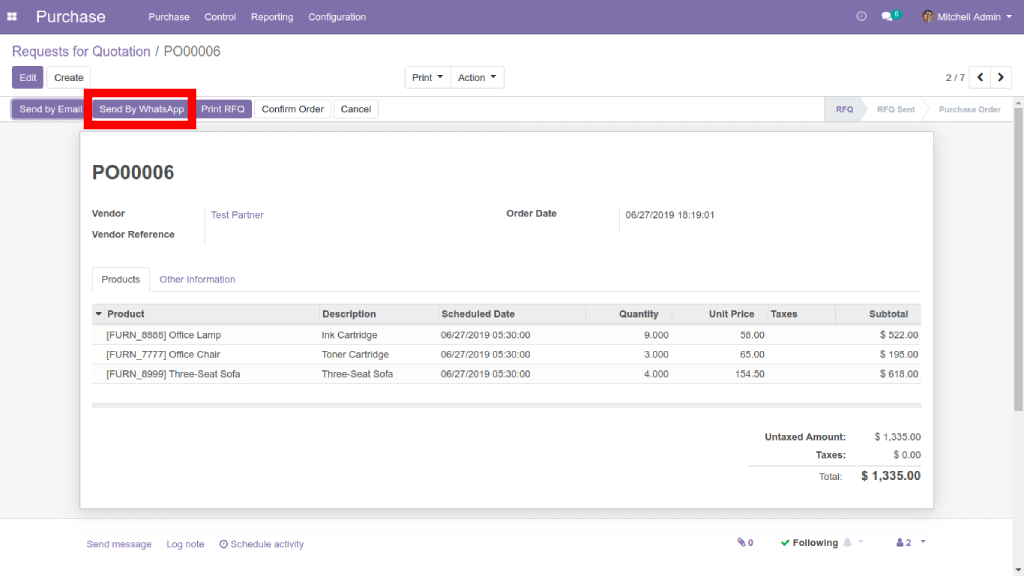 Purchase Purchase Control Reporting Configuration 6 Mitchell Admin
Requests for Quotation / PO00006
Edit Create Print Action 2 / 7
Send by Email Send By WhatsApp Print RFQ Confirm Order Cancel RFQ RFQ Sent Purchase Order
PO00006
Vendor Test Partner Order Date 06/27/2019 18:19:01
Vendor Reference
Products Other Information
Product Description Scheduled Date Quantity Unit Price Taxes Subtotal
[FURN_8888] Office Lamp Ink Cartridge 06/27/2019 05:30:00 9.000 58.00 $ 522.00
[FURN_7777] Office Chair Toner Cartridge 06/27/2019 05:30:00 3.000 65.00 $ 195.00
[FURN_8999] Three-Seat Sofa Three-Seat Sofa 06/27/2019 05:30:00 4.000 154.50 $ 618.00
Untaxed Amount: $ 1,335.00
Taxes: $ 0.00
Total: $ 1,335.00
Send message Log note Schedule activity 0 Following 2